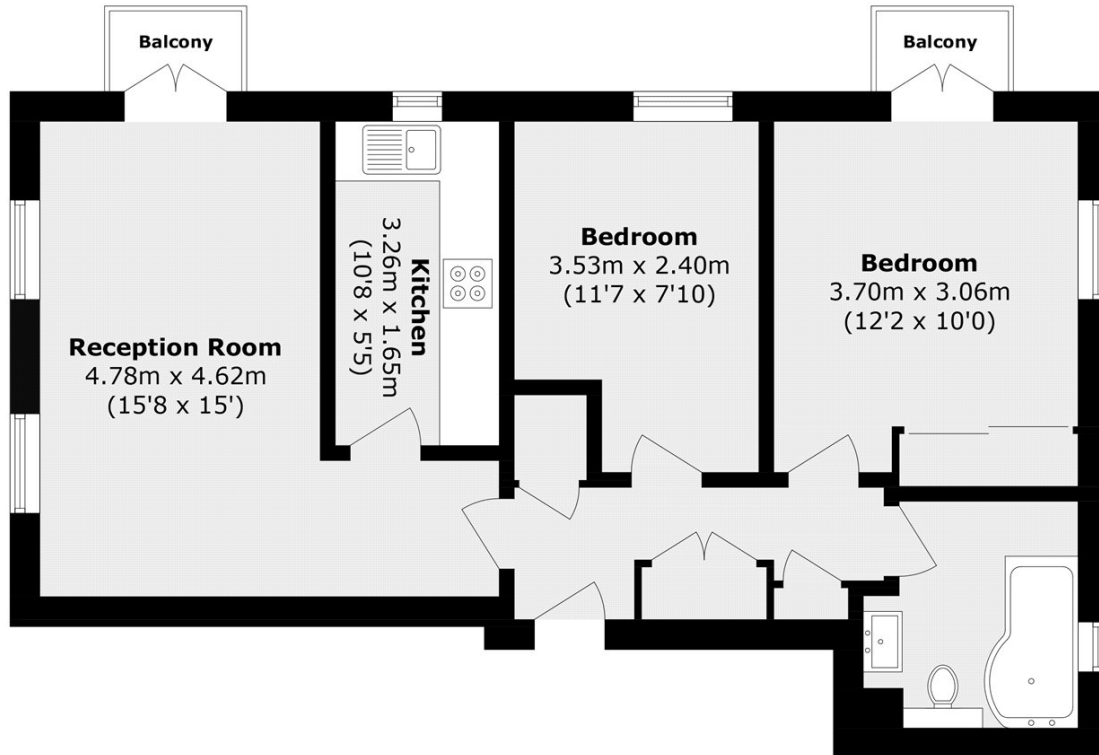 Balcony
Balcony
Reception Room
4.78m x 4.62m
(15'8 x 15')
Kitchen
3.26m x 1.65m
(10'8 x 5'5)
Bedroom
3.53m x 2.40m
(11'7 x 7'10)
Bedroom
3.70m x 3.06m
(12'2 x 10'0)